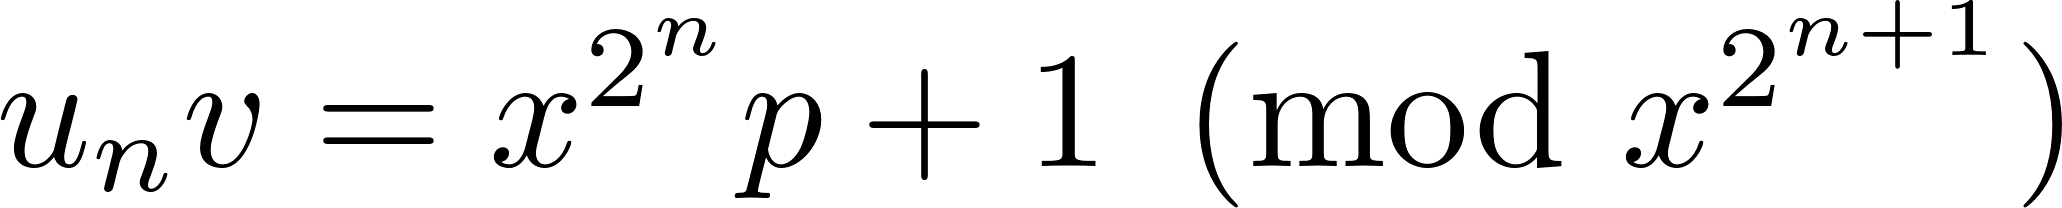 u_n v = x^{2^n} p + 1 (mod x^{2^{n+1}})